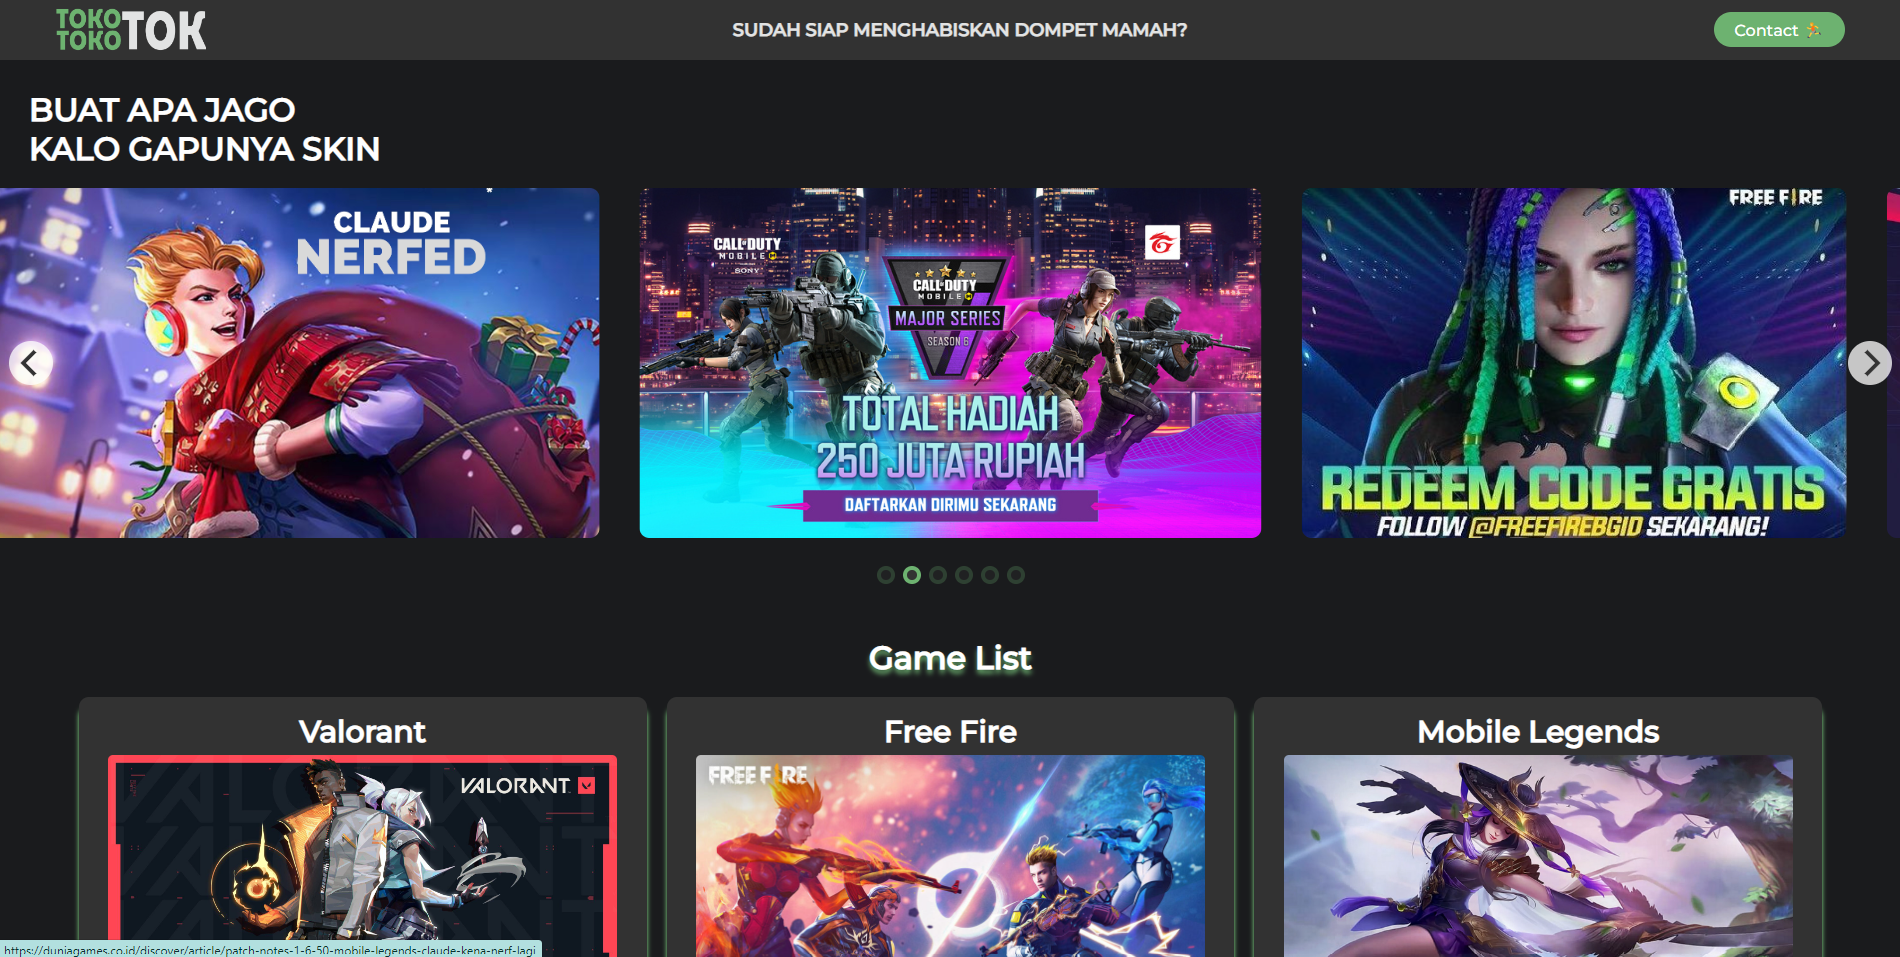 TOKO
TOKO
TOK
SUDAH SIAP MENGHABISKAN DOMPET MAMAH?
Contact
BUAT APA JAGO
KALO GAPUNYA SKIN
CLAUDE
NERFED
CALL OF DUTY
MOBILE
SONY
CALL OF DUTY
MOBILE
MAJOR SERIES
SEASON 6
TOTAL HADIAH
250 JUTA RUPIAH
DAFTARKAN DIRIMU SEKARANG
FREE FIRE
REDEEM CODE GRATIS
FOLLOW @FREEFIREBGID SEKARANG!
Game List
Valorant
VALORANT
Free Fire
FREE FIRE
Mobile Legends
https://duniagames.co.id/discover/article/patch-notes-1-6-50-mobile-legends-claude-kena-nerf-lagi